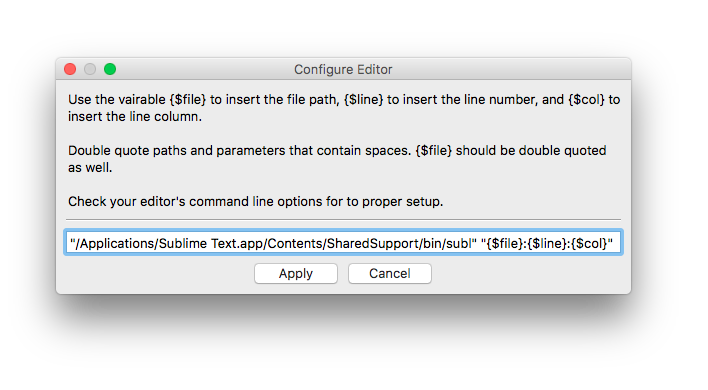 Configure Editor
Use the vairable {$file} to insert the file path, {$line} to insert the line number, and {$col} to
insert the line column.
Double quote paths and parameters that contain spaces. {$file} should be double quoted
as well.
Check your editor's command line options for to proper setup.
"/Applications/Sublime Text.app/Contents/SharedSupport/bin/subl" "{$file}:{$line}:{$col}"
Apply Cancel